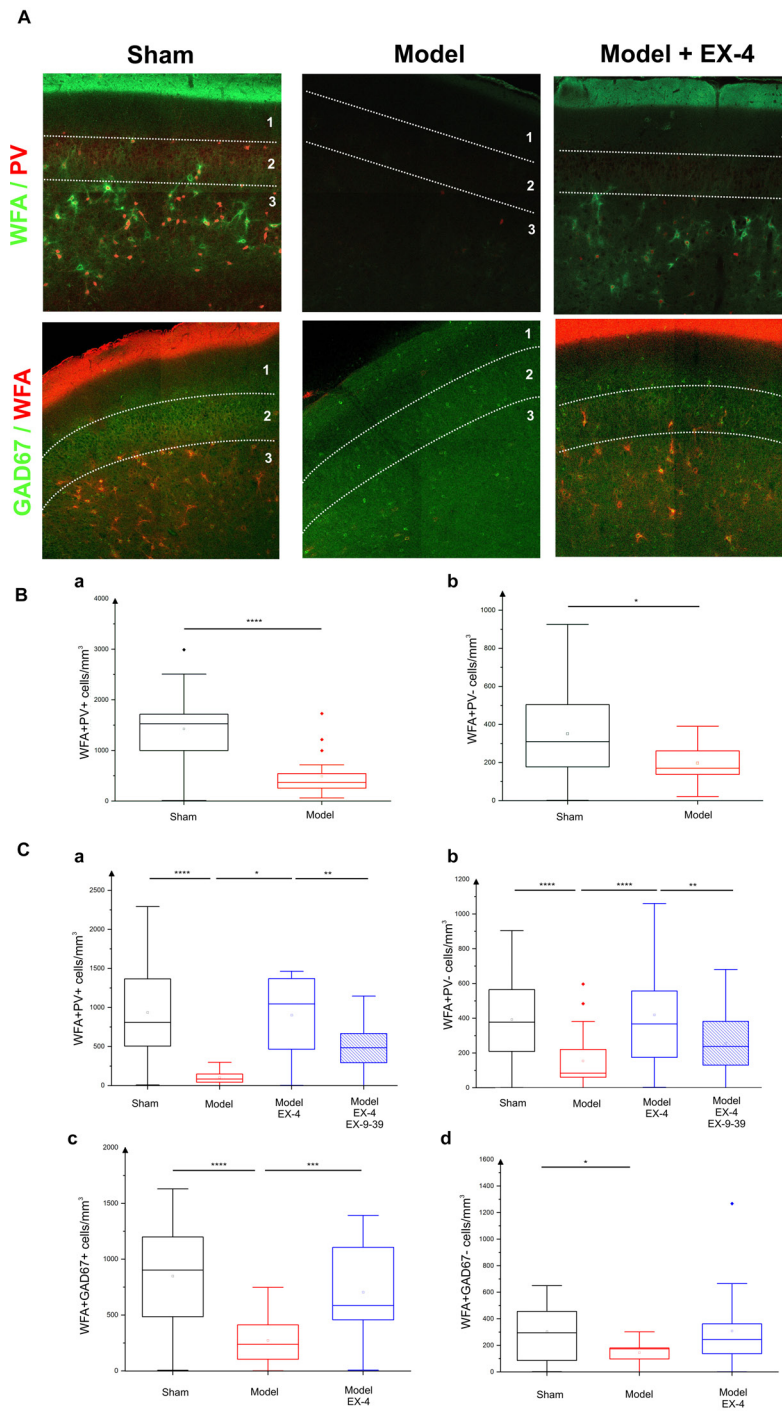 A
Sham Model Model + EX-4
WFA / PV
1
2
3
1
2
3
1
2
3
GAD67 / WFA
1
2
3
1
2
3
1
2
3
B
a
WFA+PV+ cells/mm³
4000
3000
2000
1000
0
****
Sham Model
b
WFA+PV- cells/mm³
1000
800
600
400
200
0
*
Sham Model
C
a
WFA+PV+ cells/mm³
2500
2000
1500
1000
500
0
**** * **
Sham Model Model Model
EX-4 EX-4
EX-9-39
b
WFA+PV- cells/mm³
1200
1000
800
600
400
200
0
**** **** **
Sham Model Model Model
EX-4 EX-4
EX-9-39
c
WFA+GAD67+ cells/mm³
2000
1500
1000
500
0
**** ***
Sham Model Model
EX-4
d
WFA+GAD67- cells/mm³
1600
1400
1200
1000
800
600
400
200
0
*
Sham Model Model
EX-4